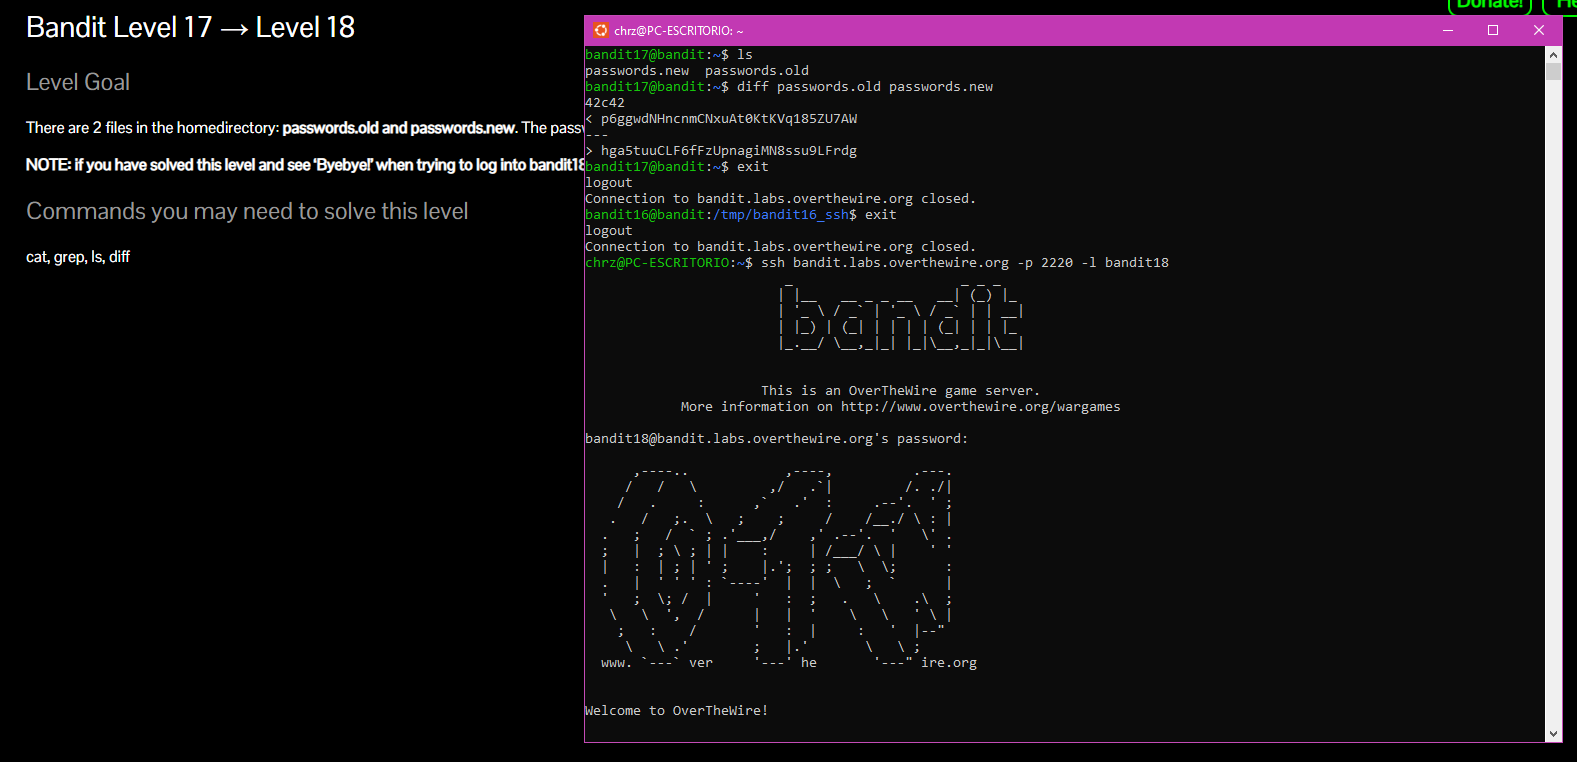 Donate!
He
Bandit Level 17 → Level 18
Level Goal
There are 2 files in the homedirectory: passwords.old and passwords.new. The passw
NOTE: if you have solved this level and see ‘Byebye!’ when trying to log into bandit18
Commands you may need to solve this level
cat, grep, ls, diff
chrz@PC-ESCRITORIO: ~
bandit17@bandit:~$ ls
passwords.new  passwords.old
bandit17@bandit:~$ diff passwords.old passwords.new
42c42
< p6ggwdNHncnmCNxuAt0KtKVq185ZU7AW
---
> hga5tuuCLF6fFzUpnagiMN8ssu9LFrdg
bandit17@bandit:~$ exit
logout
Connection to bandit.labs.overthewire.org closed.
bandit16@bandit:/tmp/bandit16_ssh$ exit
logout
Connection to bandit.labs.overthewire.org closed.
chrz@PC-ESCRITORIO:~$ ssh bandit.labs.overthewire.org -p 2220 -l bandit18
bandit
This is an OverTheWire game server.
More information on http://www.overthewire.org/wargames
bandit18@bandit.labs.overthewire.org's password:
www. ver he ire.org
Welcome to OverTheWire!